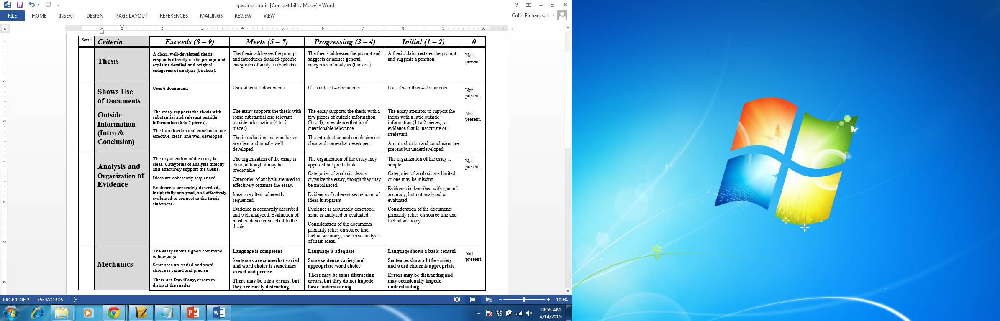 grading_rubric [Compatibility Mode] - Word
FILE HOME INSERT DESIGN PAGE LAYOUT REFERENCES MAILINGS REVIEW VIEW
Colin Richardson
1 2 3 4 5 6 7 8 9 10
Score Criteria Exceeds (8 – 9) Meets (5 – 7) Progressing (3 – 4) Initial (1 – 2) 0
Thesis
A clear, well-developed thesis
responds directly to the prompt and
explains detailed and original
categories of analysis (buckets).
The thesis addresses the prompt
and introduces detailed/specific
categories of analysis (buckets).
The thesis addresses the prompt and
suggests or names general
categories of analysis (buckets).
A thesis/claim restates the prompt
and suggests a position.
Not
present.
Shows Use
of Documents
Uses 6 documents
Uses at least 5 documents
Uses at least 4 documents
Uses fewer than 4 documents.
Not
present.
Outside
Information
(Intro &
Conclusion)
The essay supports the thesis with
substantial and relevant outside
information (6 to 7 pieces).
The introduction and conclusion are
effective, clear, and well developed
The essay supports the thesis with
some substantial and relevant
outside information (4 to 5
pieces).
The introduction and conclusion
are clear and mostly well
developed
The essay supports the thesis with a
few pieces of outside information
(3 to 4), or evidence that is of
questionable relevance.
The introduction and conclusion are
clear and somewhat developed
The essay attempts to support the
thesis with a little outside
information (1 to 2 pieces), or
evidence that is inaccurate or
irrelevant.
An introduction and conclusion are
present but underdeveloped
Not
present.
Analysis and
Organization of
Evidence
The organization of the essay is
clear. Categories of analysis directly
and effectively support the thesis.
Ideas are coherently sequenced
Evidence is accurately described,
insightfully analyzed, and effectively
evaluated to connect to the thesis
statement.
The organization of the essay is
clear, although it may be
predictable
Categories of analysis are used to
effectively organize the essay.
Ideas are often coherently
sequenced
Evidence is accurately described
and well analyzed. Evaluation of
most evidence connects it to the
thesis.
The organization of the essay may
apparent but predictable
Categories of analysis clearly
organize the essay, though they may
be imbalanced.
Evidence of coherent sequencing of
ideas is apparent
Evidence is accurately described;
some is analyzed or evaluated.
Consideration of the documents
primarily relies on source line,
factual accuracy, and some analysis
of main ideas.
The organization of the essay is
simple
Categories of analysis are limited,
or one may be missing.
Evidence is described with general
accuracy, but not analyzed or
evaluated.
Consideration of the documents
primarily relies on source line and
factual accuracy.
Not
present.
Mechanics
The essay shows a good command
of language
Sentences are varied and word
choice is varied and precise
There are few, if any, errors to
distract the reader
Language is competent
Sentences are somewhat varied
and word choice is sometimes
varied and precise
There may be a few errors, but
they are rarely distracting
Language is adequate
Some sentence variety and
appropriate word choice
There may be some distracting
errors, but they do not impede
basic understanding
Language shows a basic control
Sentences show a little variety
and word choice is appropriate
Errors may be distracting and
may occasionally impede
understanding
Not
present.
1
2
3
4
5
6
7
PAGE 1 OF 2 553 WORDS
100%
10:56 AM
4/14/2015